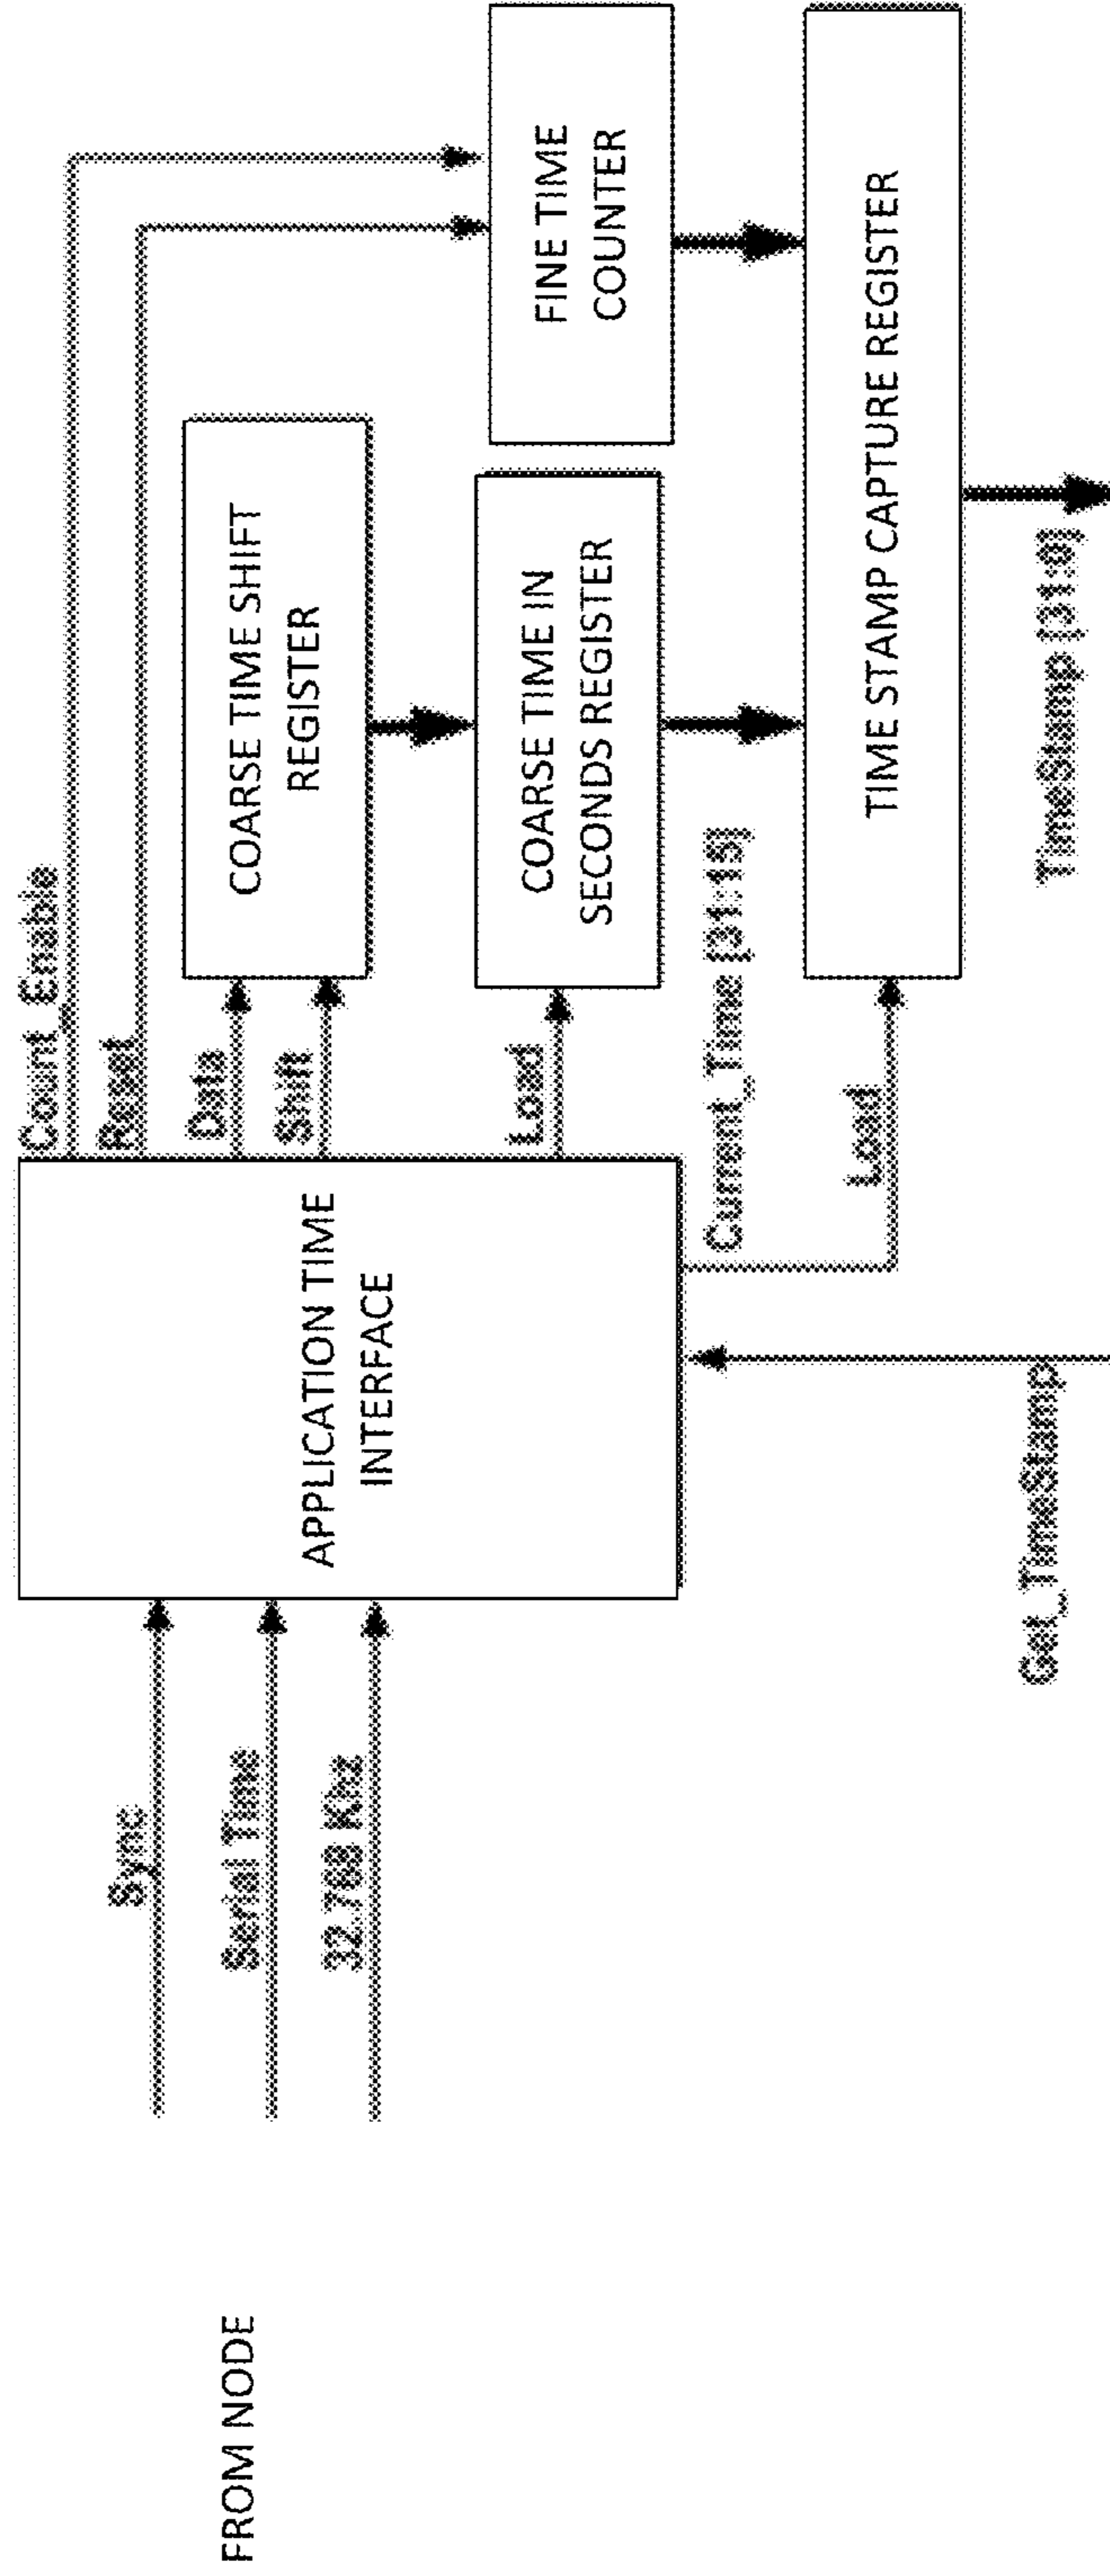 FROM NODE
Sync
Serial Time
32.768 Khz
APPLICATION TIME
INTERFACE
Get_TimeStamp
Count_Enable
Reset
Data
Shift
Load
Current_Time [31:15]
Load
COARSE TIME SHIFT
REGISTER
COARSE TIME IN
SECONDS REGISTER
FINE TIME
COUNTER
TIME STAMP CAPTURE REGISTER
TimeStamp [31:0]